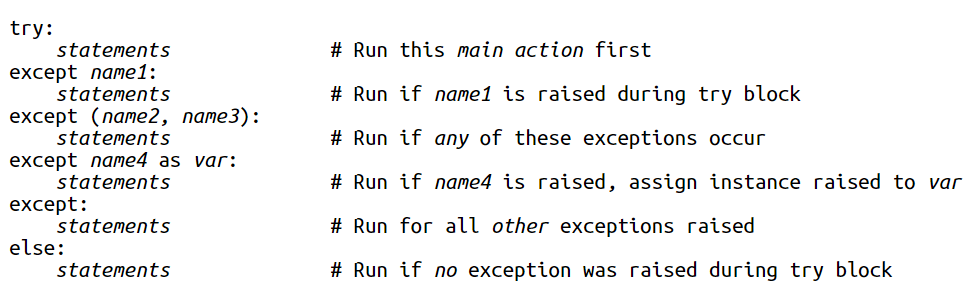 try:
    statements              # Run this main action first
except name1:
    statements              # Run if name1 is raised during try block
except (name2, name3):
    statements              # Run if any of these exceptions occur
except name4 as var:
    statements              # Run if name4 is raised, assign instance raised to var
except:
    statements              # Run for all other exceptions raised
else:
    statements              # Run if no exception was raised during try block